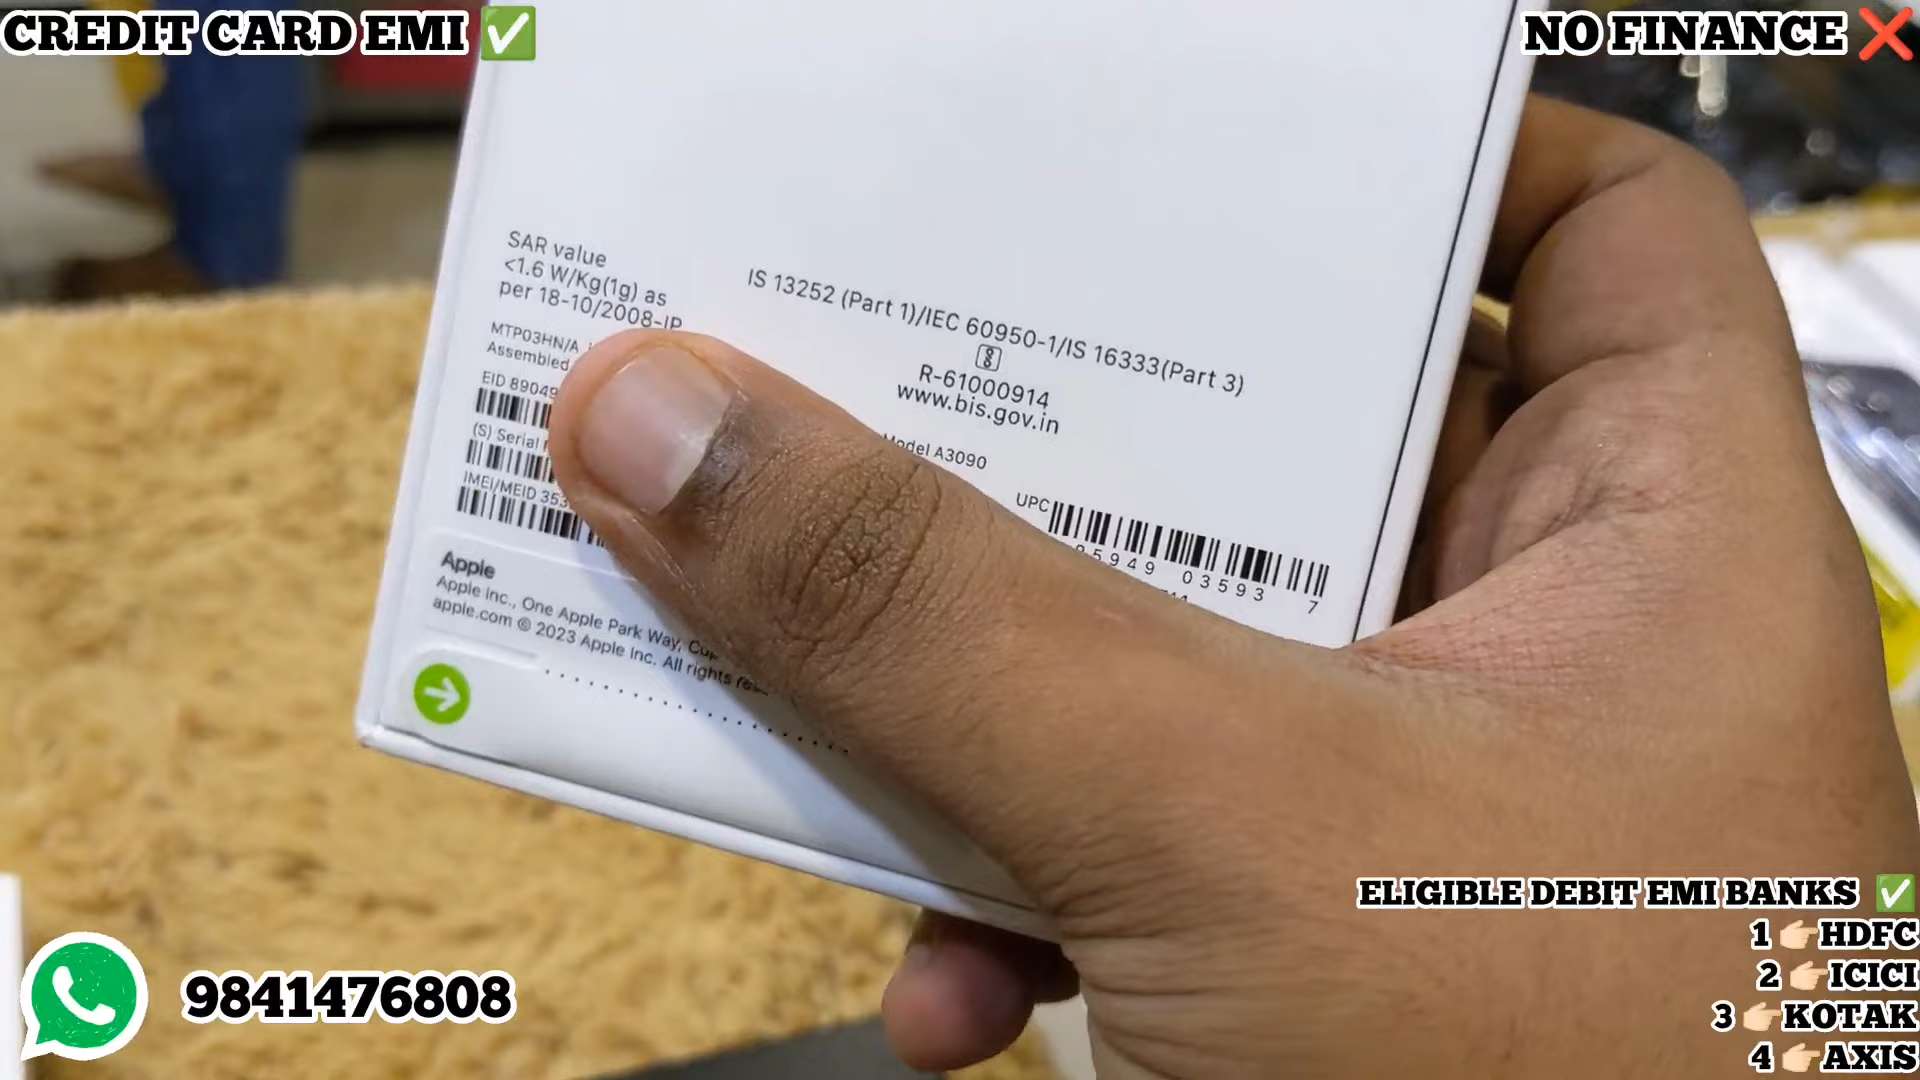 CREDIT CARD EMI ✅
NO FINANCE ❌
SAR value
<1.6 W/Kg(1g) as
per 18-10/2008-IP
MTP03HN/A
Assembled
EID 89049
(S) Serial
IMEI/MEID 353
IS 13252 (Part 1)/IEC 60950-1/IS 16333(Part 3)
R-61000914
www.bis.gov.in
Model A3090
UPC
5949 03593 7
Apple
Apple Inc., One Apple Park Way,
apple.com © 2023 Apple Inc. All rights
ELIGIBLE DEBIT EMI BANKS ✅
1 👉🏻HDFC
2 👉🏻ICICI
3 👉🏻KOTAK
4 👉🏻AXIS
9841476808